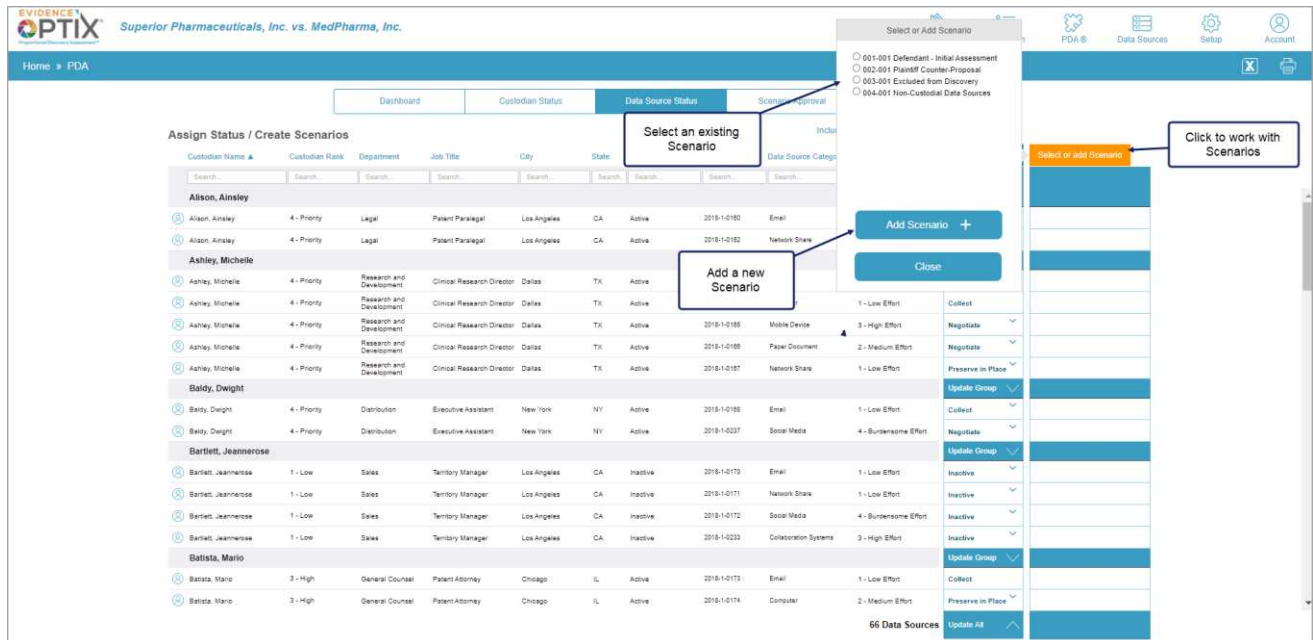 EVIDENCE
OPTIX
Proportional Discovery Assessment
Superior Pharmaceuticals, Inc. vs. MedPharma, Inc.
PDA®
Data Sources
Setup
Account
Home » PDA
X
Dashboard
Custodian Status
Data Source Status
Scenario Approval
Select or Add Scenario
001-001 Defendant - Initial Assessment
002-001 Plaintiff Counter-Proposal
003-001 Excluded from Discovery
004-001 Non-Custodial Data Sources
Add Scenario +
Close
Select an existing
Scenario
Add a new
Scenario
Click to work with
Scenarios
Select or add Scenario
Assign Status / Create Scenarios
Inclu
Custodian Name ▲ Custodian Rank Department Job Title City State Data Source Catego
Search... Search... Search... Search... Search... Search... Search... Search... Search...
Alison, Ainsley
Alison, Ainsley 4 - Priority Legal Patent Paralegal Los Angeles CA Active 2018-1-0160 Email
Alison, Ainsley 4 - Priority Legal Patent Paralegal Los Angeles CA Active 2018-1-0162 Network Share
Ashley, Michelle
Ashley, Michelle 4 - Priority Research and Development Clinical Research Director Dallas TX Active
Ashley, Michelle 4 - Priority Research and Development Clinical Research Director Dallas TX Active 1 - Low Effort Collect
Ashley, Michelle 4 - Priority Research and Development Clinical Research Director Dallas TX Active 2018-1-0165 Mobile Device 3 - High Effort Negotiate
Ashley, Michelle 4 - Priority Research and Development Clinical Research Director Dallas TX Active 2018-1-0166 Paper Document 2 - Medium Effort Negotiate
Ashley, Michelle 4 - Priority Research and Development Clinical Research Director Dallas TX Active 2018-1-0167 Network Share 1 - Low Effort Preserve in Place
Baldy, Dwight Update Group
Baldy, Dwight 4 - Priority Distribution Executive Assistant New York NY Active 2018-1-0168 Email 1 - Low Effort Collect
Baldy, Dwight 4 - Priority Distribution Executive Assistant New York NY Active 2018-1-0237 Social Media 4 - Burdensome Effort Negotiate
Bartlett, Jeannerose Update Group
Bartlett, Jeannerose 1 - Low Sales Territory Manager Los Angeles CA Inactive 2018-1-0170 Email 1 - Low Effort Inactive
Bartlett, Jeannerose 1 - Low Sales Territory Manager Los Angeles CA Inactive 2018-1-0171 Network Share 1 - Low Effort Inactive
Bartlett, Jeannerose 1 - Low Sales Territory Manager Los Angeles CA Inactive 2018-1-0172 Social Media 4 - Burdensome Effort Inactive
Bartlett, Jeannerose 1 - Low Sales Territory Manager Los Angeles CA Inactive 2018-1-0233 Collaboration Systems 3 - High Effort Inactive
Batista, Mario Update Group
Batista, Mario 3 - High General Counsel Patent Attorney Chicago IL Active 2018-1-0173 Email 1 - Low Effort Collect
Batista, Mario 3 - High General Counsel Patent Attorney Chicago IL Active 2018-1-0174 Computer 2 - Medium Effort Preserve in Place
66 Data Sources Update All